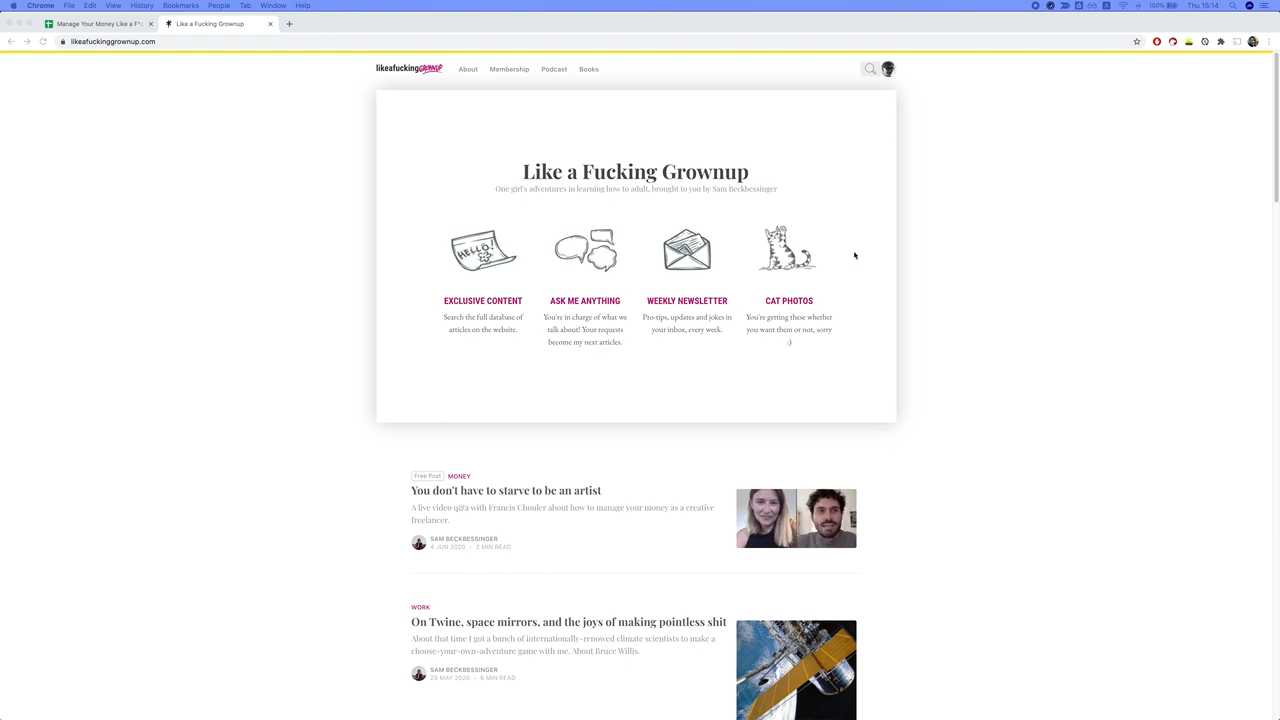 Chrome File Edit View History Bookmarks People Tab Window Help 100% Thu 15:14
Manage Your Money Like a F
Like a Fucking Grownup
likeafuckinggrownup.com
likeafuckingGROWNUP About Membership Podcast Books
Like a Fucking Grownup
One girl's adventures in learning how to adult, brought to you by Sam Beckbessinger
HELLO!
EXCLUSIVE CONTENT
Search the full database of
articles on the website.
ASK ME ANYTHING
You're in charge of what we
talk about! Your requests
become my next articles.
WEEKLY NEWSLETTER
Pro-tips, updates and jokes in
your inbox, every week.
CAT PHOTOS
You're getting these whether
you want them or not, sorry
:)
Free Post MONEY
You don't have to starve to be an artist
A live video q&a with Francis Chouler about how to manage your money as a creative
freelancer.
SAM BECKBESSINGER
4 JUN 2020 • 2 MIN READ
WORK
On Twine, space mirrors, and the joys of making pointless shit
About that time I got a bunch of internationally-renowed climate scientists to make a
choose-your-own-adventure game with me. About Bruce Willis.
SAM BECKBESSINGER
28 MAY 2020 • 6 MIN READ